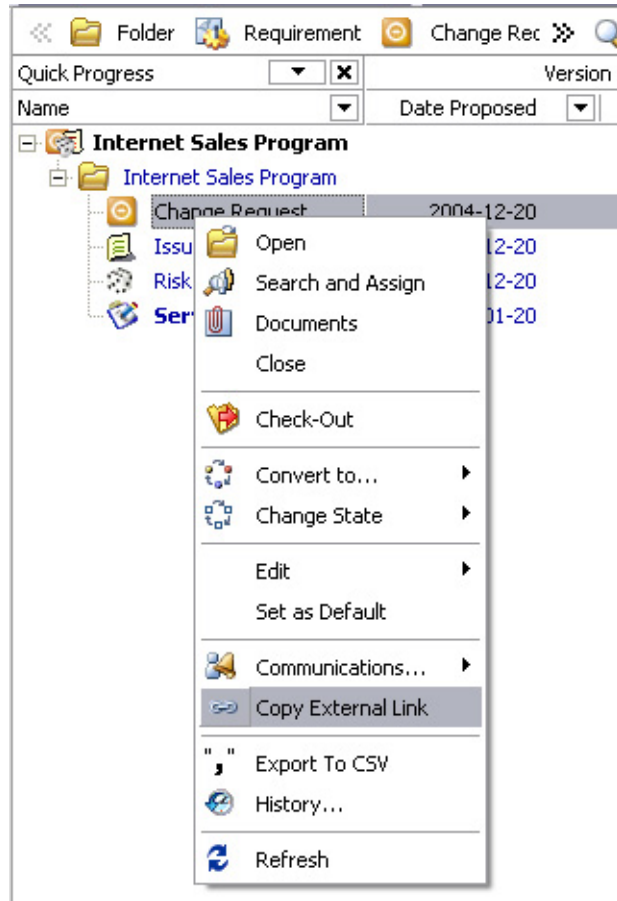 Folder Requirement Change Rec
Quick Progress Version
Name Date Proposed
Internet Sales Program
Internet Sales Program
Change Request 2004-12-20
Issu 12-20
Risk 12-20
Ser 01-20
Open
Search and Assign
Documents
Close
Check-Out
Convert to...
Change State
Edit
Set as Default
Communications...
Copy External Link
"," Export To CSV
History...
Refresh